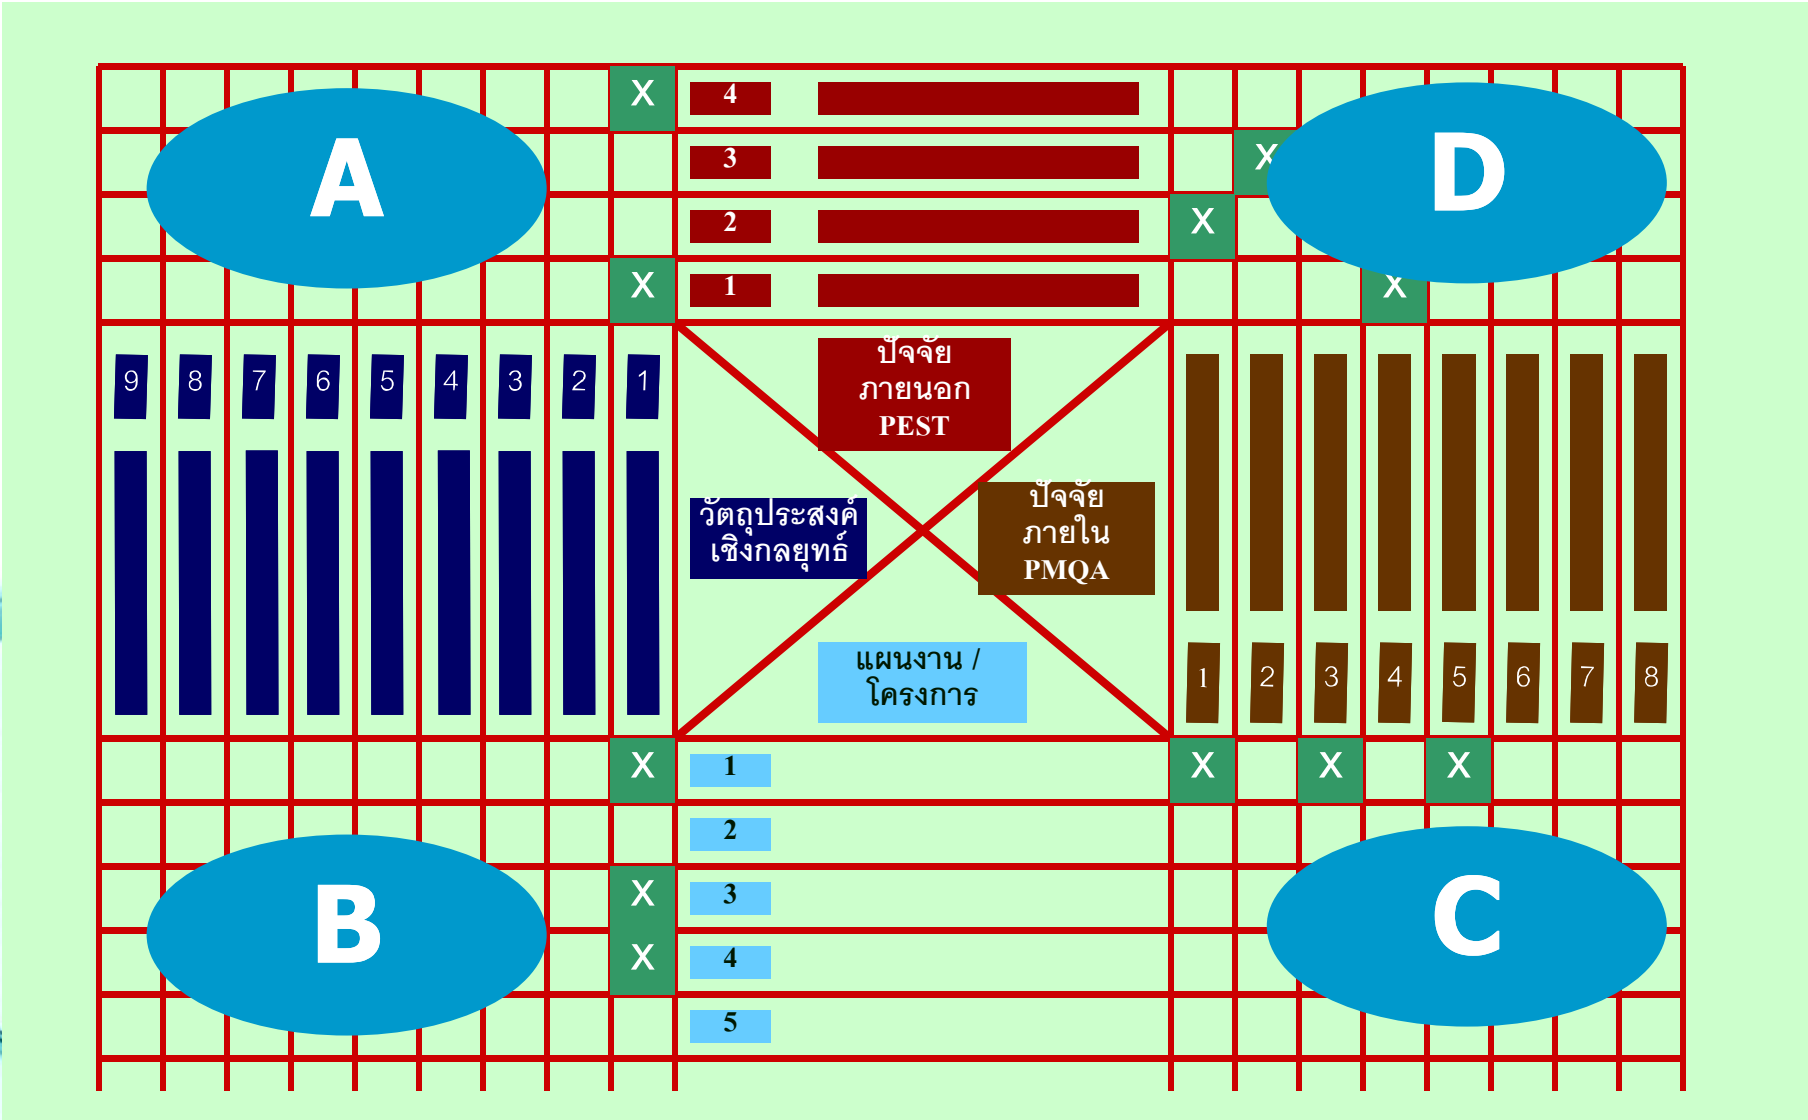 X 4
A D
3 X
2 X
X 1 X
ปัจจัย
ภายนอก
PEST
9 8 7 6 5 4 3 2 1
วัตถุประสงค์
เชิงกลยุทธ์
ปัจจัย
ภายใน
PMQA
แผนงาน /
โครงการ
1 2 3 4 5 6 7 8
X 1 X X X
2
X 3
B C
X 4
5